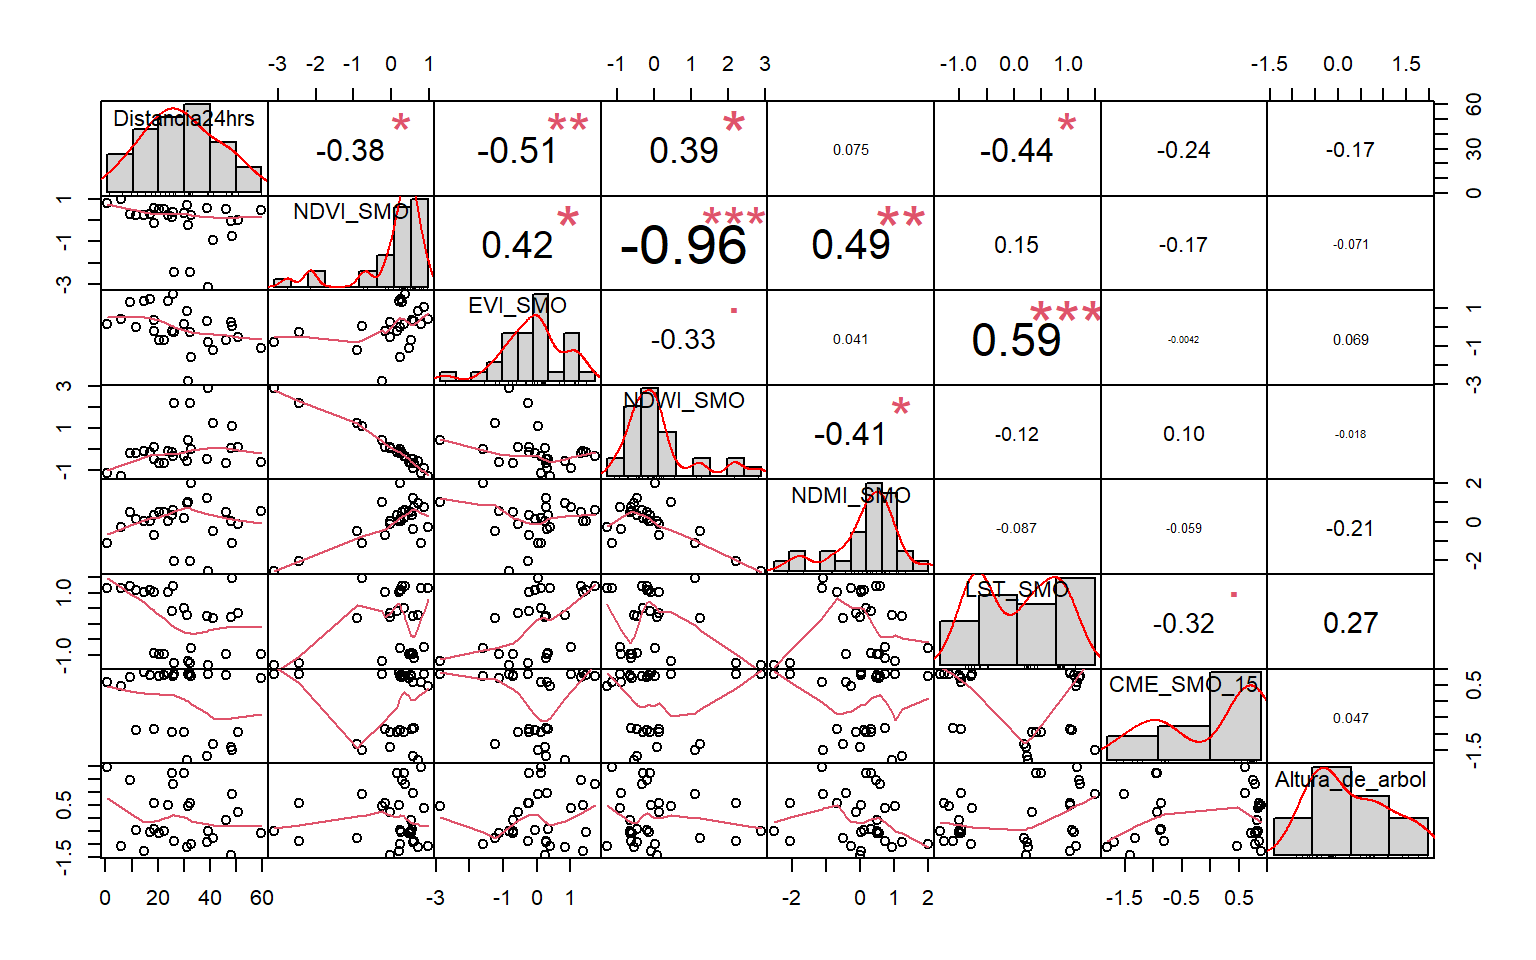 -3 -2 -1 0 1 -1 0 1 2 3 -1.0 0.0 1.0 -1.5 0.0 1.5
Distancia24hrs -0.38 * -0.51 ** 0.39 * 0.075 -0.44 * -0.24 -0.17 0 30 60
-3 -1 1 NDVI_SMO 0.42 * -0.96 *** 0.49 ** 0.15 -0.17 -0.071
EVI_SMO -0.33 . 0.041 0.59 *** -0.0042 0.069 -3 -1 1
-1 1 3 NDWI_SMO -0.41 * -0.12 0.10 -0.018
NDMI_SMO -0.087 -0.059 -0.21 -2 0 2
-1.0 1.0 LST_SMO -0.32 . 0.27
CME_SMO_15 0.047 -1.5 0.5
-1.5 0.5 Altura_de_arbol
0 20 40 60 -3 -1 0 1 -2 0 1 2 -1.5 -0.5 0.5